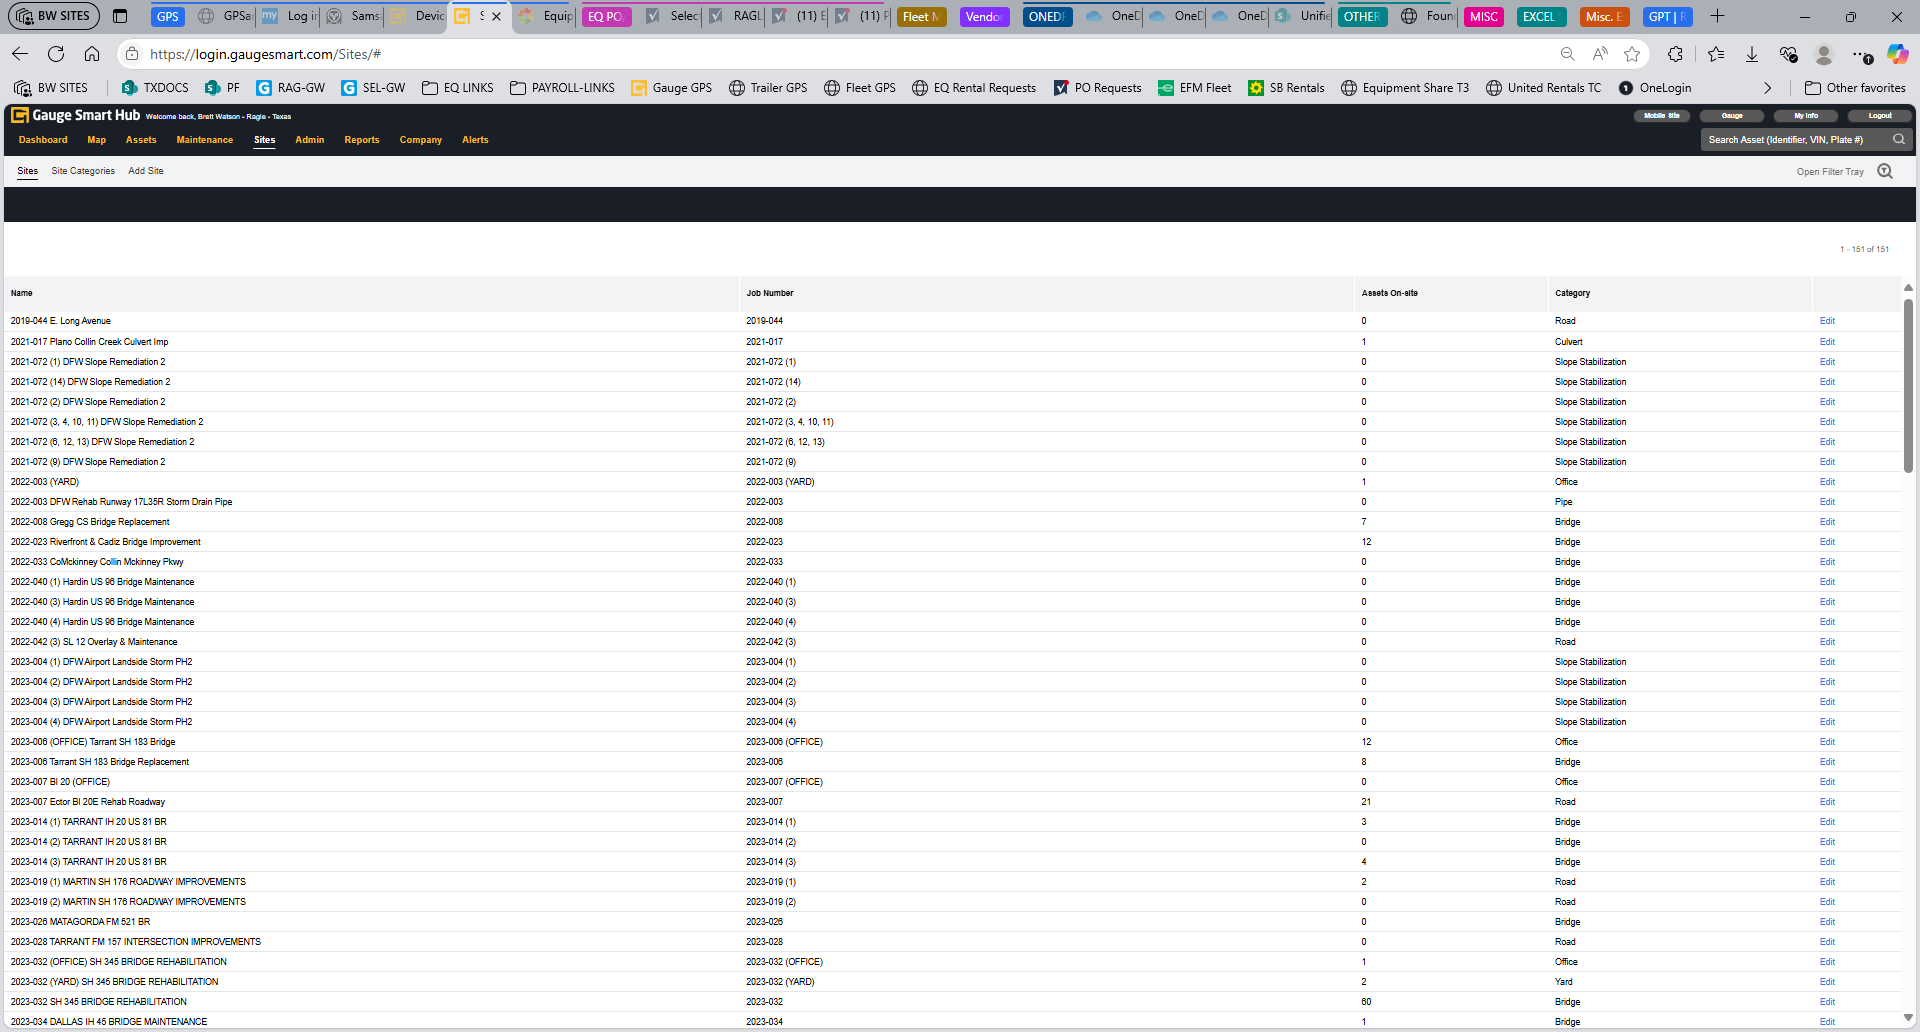 BW SITES GPS GPSar Log ir Sams Devic S Equip EQ PO Selec RAGL (11) E (11) F Fleet M Vendor ONEDR OneD OneD OneD Unifie OTHER Foun MISC EXCEL Misc. E GPT | R
https://login.gaugesmart.com/Sites/#
BW SITES TXDOCS PF RAG-GW SEL-GW EQ LINKS PAYROLL-LINKS Gauge GPS Trailer GPS Fleet GPS EQ Rental Requests PO Requests EFM Fleet SB Rentals Equipment Share T3 United Rentals TC OneLogin Other favorites
Gauge Smart Hub Welcome back, Brett Watson - Ragle - Texas Mobile Site Gauge My Info Logout
Dashboard Map Assets Maintenance Sites Admin Reports Company Alerts Search Asset (Identifier, VIN, Plate #)
Sites Site Categories Add Site Open Filter Tray
1 - 151 of 151
Name Job Number Assets On-site Category
2019-044 E. Long Avenue 2019-044 0 Road Edit
2021-017 Plano Collin Creek Culvert Imp 2021-017 1 Culvert Edit
2021-072 (1) DFW Slope Remediation 2 2021-072 (1) 0 Slope Stabilization Edit
2021-072 (14) DFW Slope Remediation 2 2021-072 (14) 0 Slope Stabilization Edit
2021-072 (2) DFW Slope Remediation 2 2021-072 (2) 0 Slope Stabilization Edit
2021-072 (3, 4, 10, 11) DFW Slope Remediation 2 2021-072 (3, 4, 10, 11) 0 Slope Stabilization Edit
2021-072 (6, 12, 13) DFW Slope Remediation 2 2021-072 (6, 12, 13) 0 Slope Stabilization Edit
2021-072 (9) DFW Slope Remediation 2 2021-072 (9) 0 Slope Stabilization Edit
2022-003 (YARD) 2022-003 (YARD) 1 Office Edit
2022-003 DFW Rehab Runway 17L35R Storm Drain Pipe 2022-003 0 Pipe Edit
2022-008 Gregg CS Bridge Replacement 2022-008 7 Bridge Edit
2022-023 Riverfront & Cadiz Bridge Improvement 2022-023 12 Bridge Edit
2022-033 CoMckinney Collin Mckinney Pkwy 2022-033 0 Bridge Edit
2022-040 (1) Hardin US 96 Bridge Maintenance 2022-040 (1) 0 Bridge Edit
2022-040 (3) Hardin US 96 Bridge Maintenance 2022-040 (3) 0 Bridge Edit
2022-040 (4) Hardin US 96 Bridge Maintenance 2022-040 (4) 0 Bridge Edit
2022-042 (3) SL 12 Overlay & Maintenance 2022-042 (3) 0 Road Edit
2023-004 (1) DFW Airport Landside Storm PH2 2023-004 (1) 0 Slope Stabilization Edit
2023-004 (2) DFW Airport Landside Storm PH2 2023-004 (2) 0 Slope Stabilization Edit
2023-004 (3) DFW Airport Landside Storm PH2 2023-004 (3) 0 Slope Stabilization Edit
2023-004 (4) DFW Airport Landside Storm PH2 2023-004 (4) 0 Slope Stabilization Edit
2023-006 (OFFICE) Tarrant SH 183 Bridge 2023-006 (OFFICE) 12 Office Edit
2023-006 Tarrant SH 183 Bridge Replacement 2023-006 8 Bridge Edit
2023-007 BI 20 (OFFICE) 2023-007 (OFFICE) 0 Office Edit
2023-007 Ector BI 20E Rehab Roadway 2023-007 21 Road Edit
2023-014 (1) TARRANT IH 20 US 81 BR 2023-014 (1) 3 Bridge Edit
2023-014 (2) TARRANT IH 20 US 81 BR 2023-014 (2) 0 Bridge Edit
2023-014 (3) TARRANT IH 20 US 81 BR 2023-014 (3) 4 Bridge Edit
2023-019 (1) MARTIN SH 176 ROADWAY IMPROVEMENTS 2023-019 (1) 2 Road Edit
2023-019 (2) MARTIN SH 176 ROADWAY IMPROVEMENTS 2023-019 (2) 0 Road Edit
2023-026 MATAGORDA FM 521 BR 2023-026 0 Bridge Edit
2023-028 TARRANT FM 157 INTERSECTION IMPROVEMENTS 2023-028 0 Road Edit
2023-032 (OFFICE) SH 345 BRIDGE REHABILITATION 2023-032 (OFFICE) 1 Office Edit
2023-032 (YARD) SH 345 BRIDGE REHABILITATION 2023-032 (YARD) 2 Yard Edit
2023-032 SH 345 BRIDGE REHABILITATION 2023-032 60 Bridge Edit
2023-034 DALLAS IH 45 BRIDGE MAINTENANCE 2023-034 1 Bridge Edit